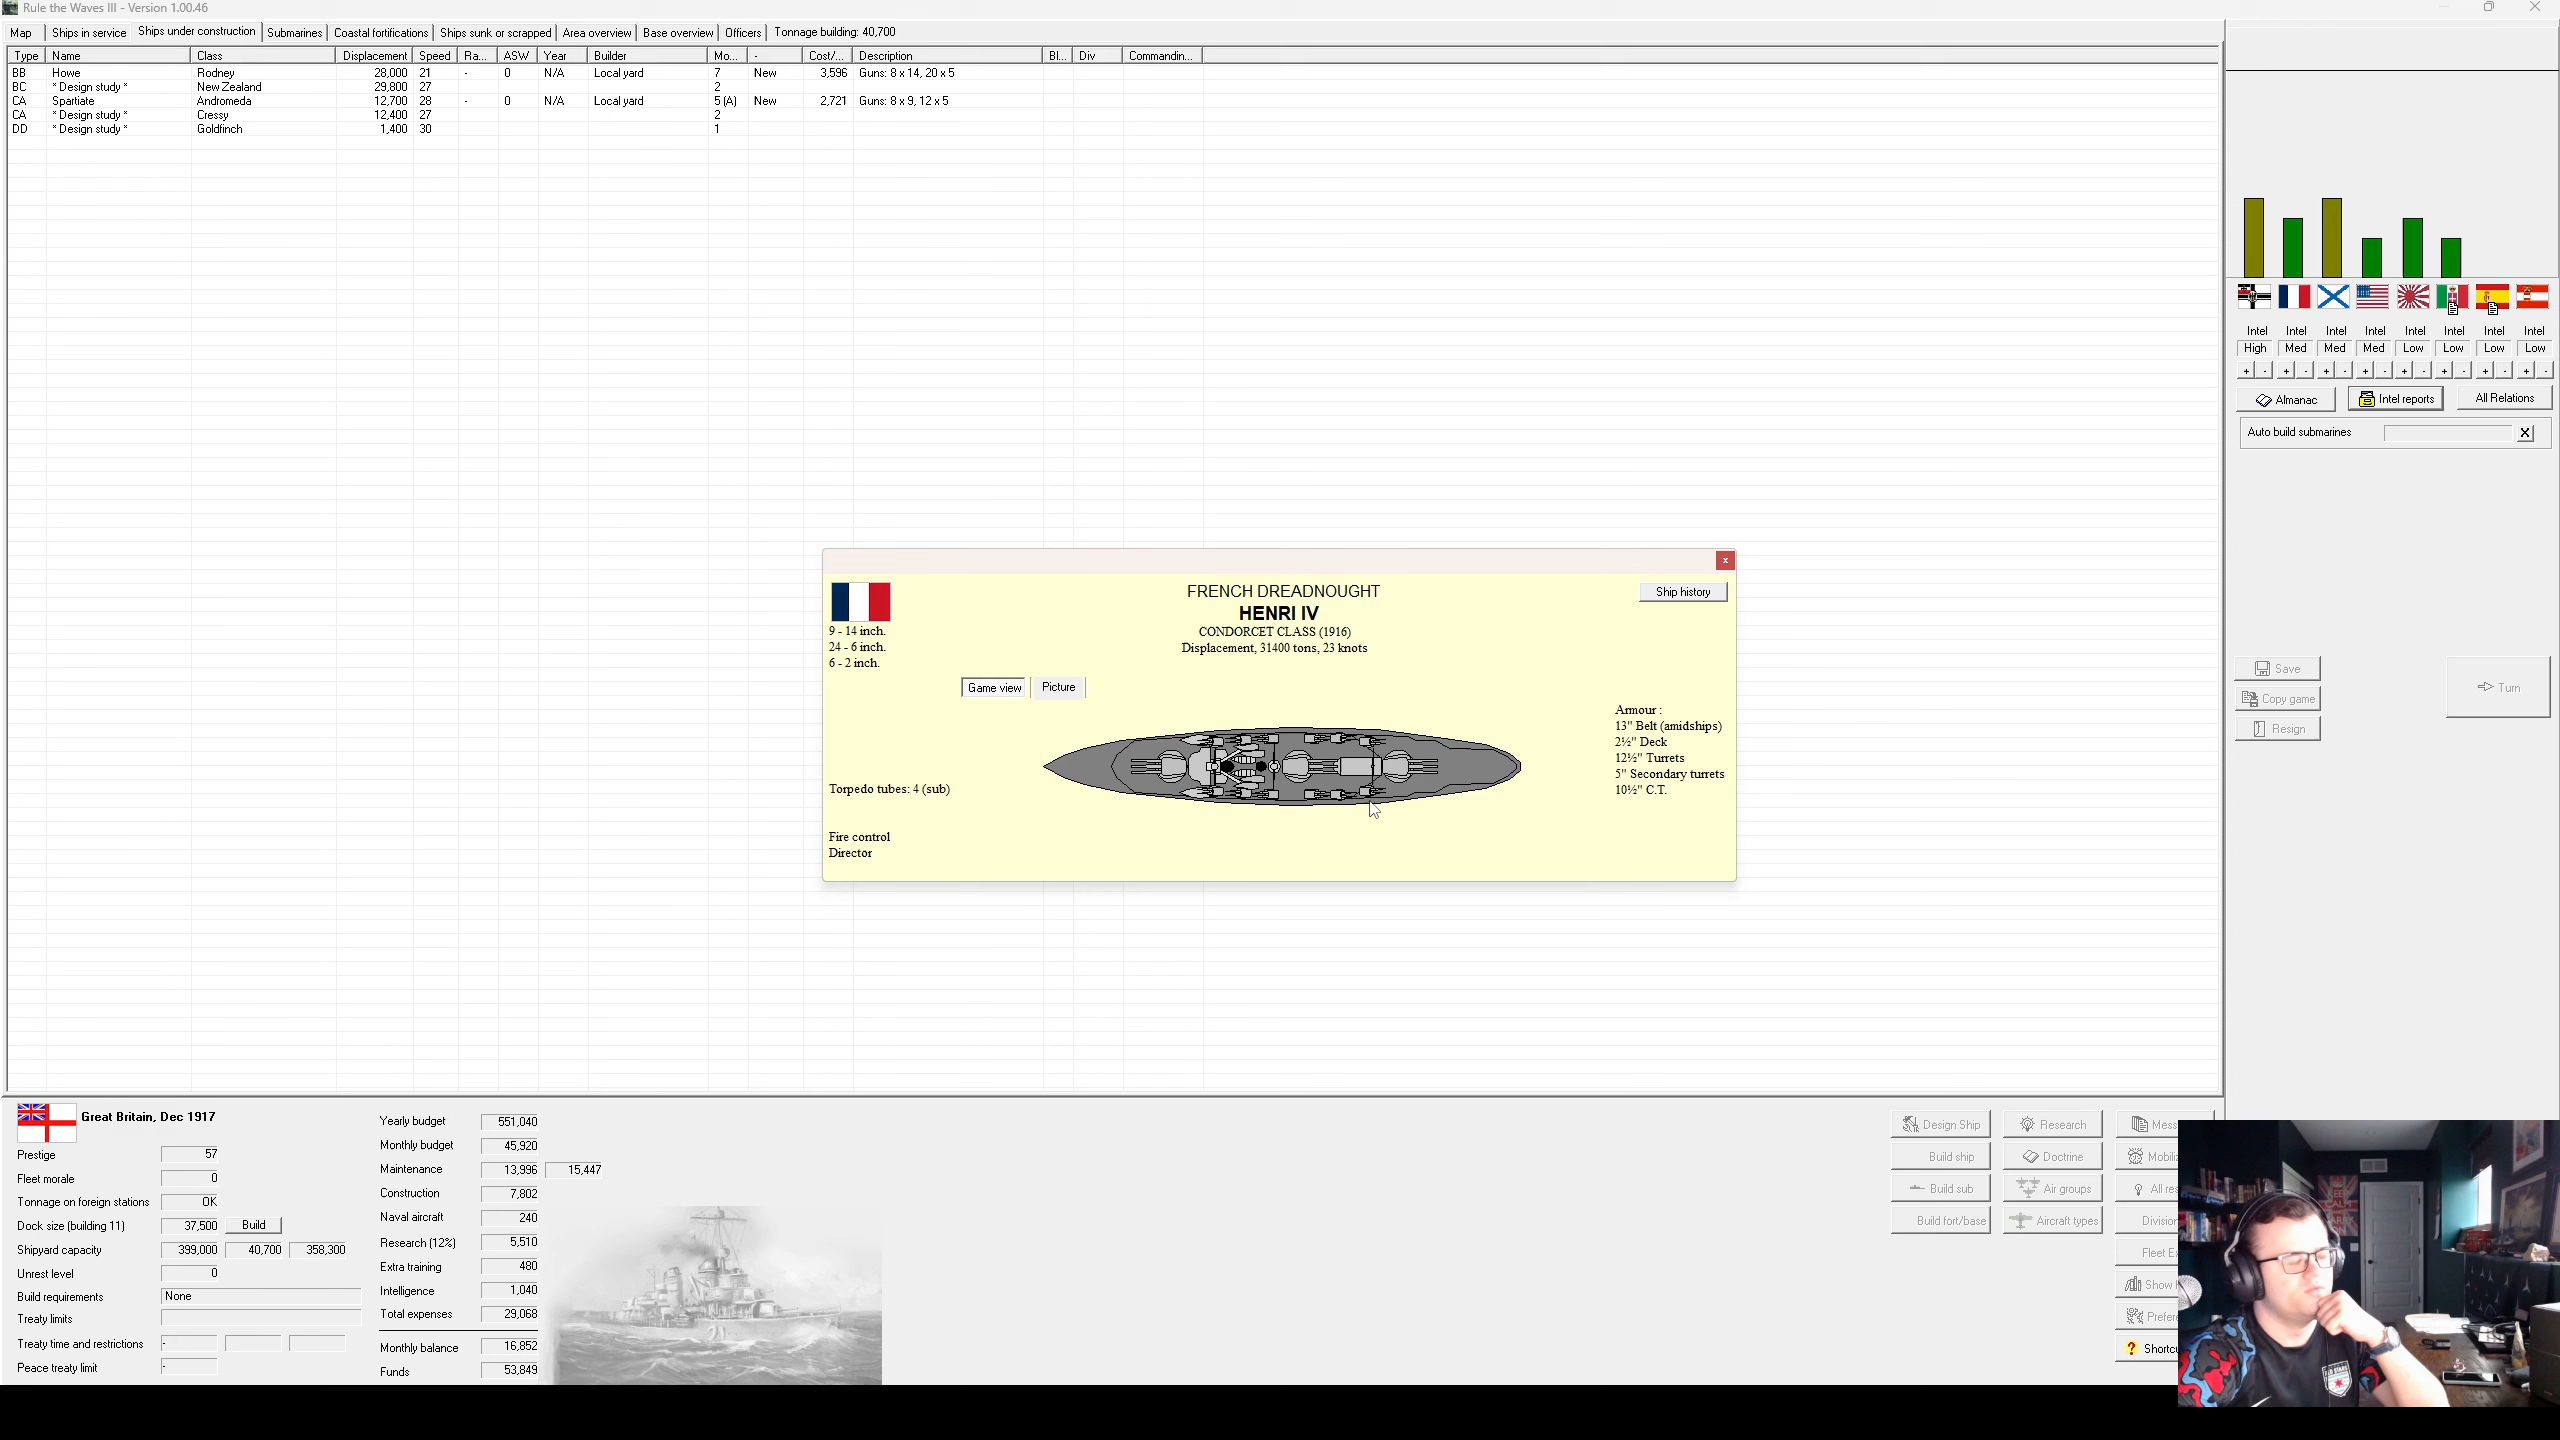 Rule the Waves III - Version 1.00.46
Map Ships in service Ships under construction Submarines Coastal fortifications Ships sunk or scrapped Area overview Base overview Officers Tonnage building: 40,700
Type Name Class Displacement Speed Ra... ASW Year Builder Mo... - Cost/... Description Bl... Div Commandin...
BB Howe Rodney 28,000 21 - 0 N/A Local yard 7 New 3,596 Guns: 8 x 14, 20 x 5
BC * Design study * New Zealand 29,800 27 2
CA Spartiate Andromeda 12,700 28 - 0 N/A Local yard 5 (A) New 2,721 Guns: 8 x 9, 12 x 5
CA * Design study * Cressy 12,400 27 2
DD * Design study * Goldfinch 1,400 30 1
Intel Intel Intel Intel Intel Intel Intel Intel
High Med Med Med Low Low Low Low
+ - + - + - + - + - + - + - + -
Almanac Intel reports All Relations
Auto build submarines X
Save
Copy game
Resign
Turn
x
FRENCH DREADNOUGHT
Ship history
HENRI IV
CONDORCET CLASS (1916)
Displacement, 31400 tons, 23 knots
9 - 14 inch.
24 - 6 inch.
6 - 2 inch.
Game view Picture
Torpedo tubes: 4 (sub)
Fire control
Director
Armour :
13" Belt (amidships)
2½" Deck
12½" Turrets
5" Secondary turrets
10½" C.T.
Great Britain, Dec 1917
Prestige 57
Fleet morale 0
Tonnage on foreign stations OK
Dock size (building 11) 37,500 Build
Shipyard capacity 399,000 40,700 358,300
Unrest level 0
Build requirements None
Treaty limits
Treaty time and restrictions -
Peace treaty limit -
Yearly budget 551,040
Monthly budget 45,920
Maintenance 13,996 15,447
Construction 7,802
Naval aircraft 240
Research (12%) 5,510
Extra training 480
Intelligence 1,040
Total expenses 29,068
Monthly balance 16,852
Funds 53,849
Design Ship Research Mess
Build ship Doctrine Mobiliz
Build sub Air groups All res
Build fort/base Aircraft types Division
Fleet Ex
Show
Prefere
? Shortcu